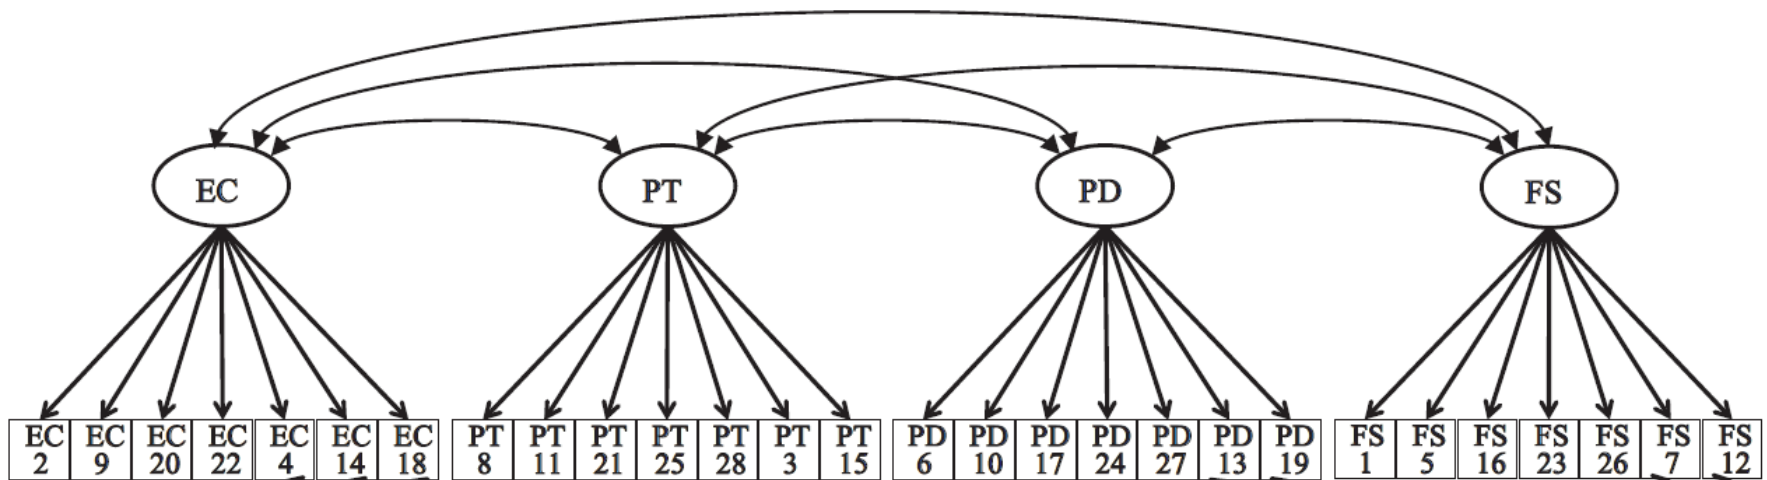 EC PT PD FS
EC EC EC EC EC EC EC PT PT PT PT PT PT PT PD PD PD PD PD PD PD FS FS FS FS FS FS FS
2 9 20 22 4 14 18 8 11 21 25 28 3 15 6 10 17 24 27 13 19 1 5 16 23 26 7 12